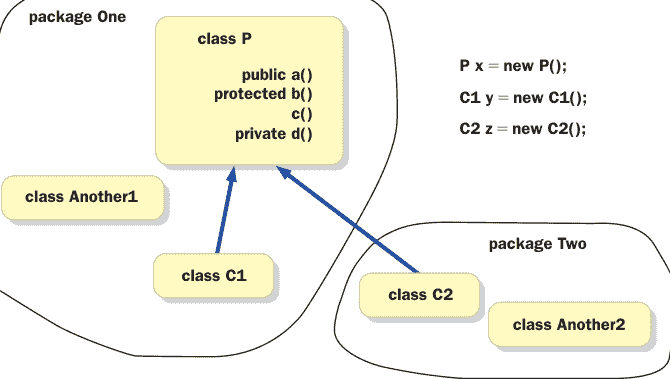 package One
class P
public a()
protected b()
c()
private d()
P x = new P();
C1 y = new C1();
C2 z = new C2();
class Another1
class C1
package Two
class C2
class Another2